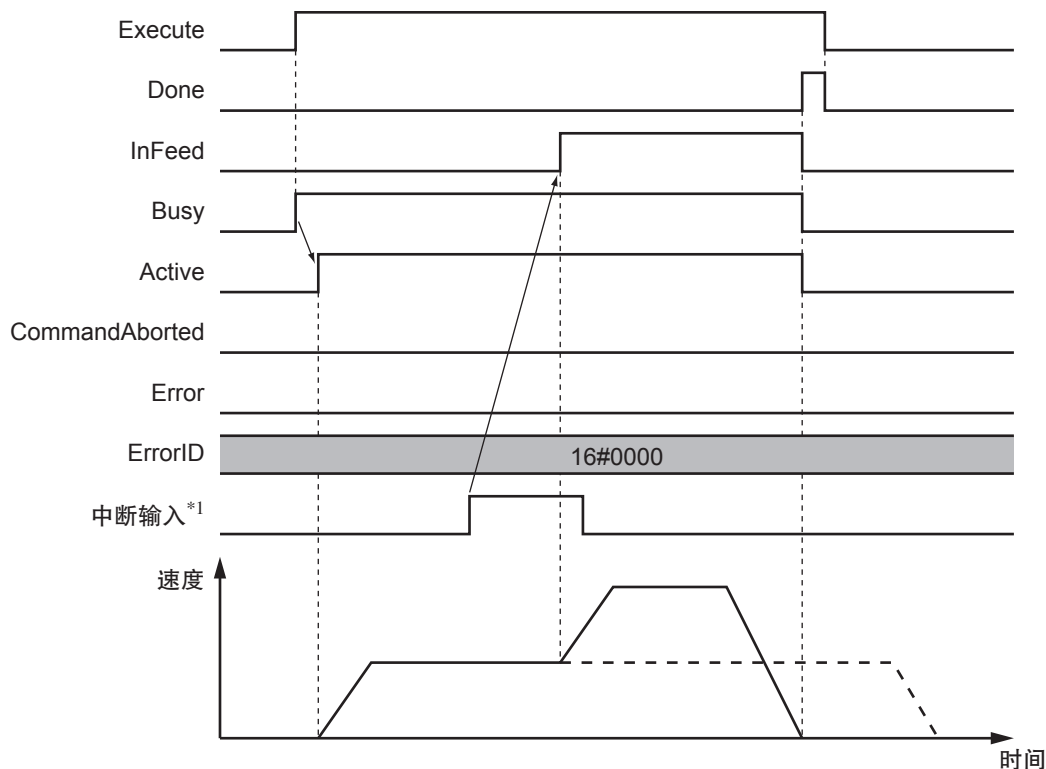 Execute
Done
InFeed
Busy
Active
CommandAborted
Error
ErrorID
16#0000
中断输入*1
速度
时间